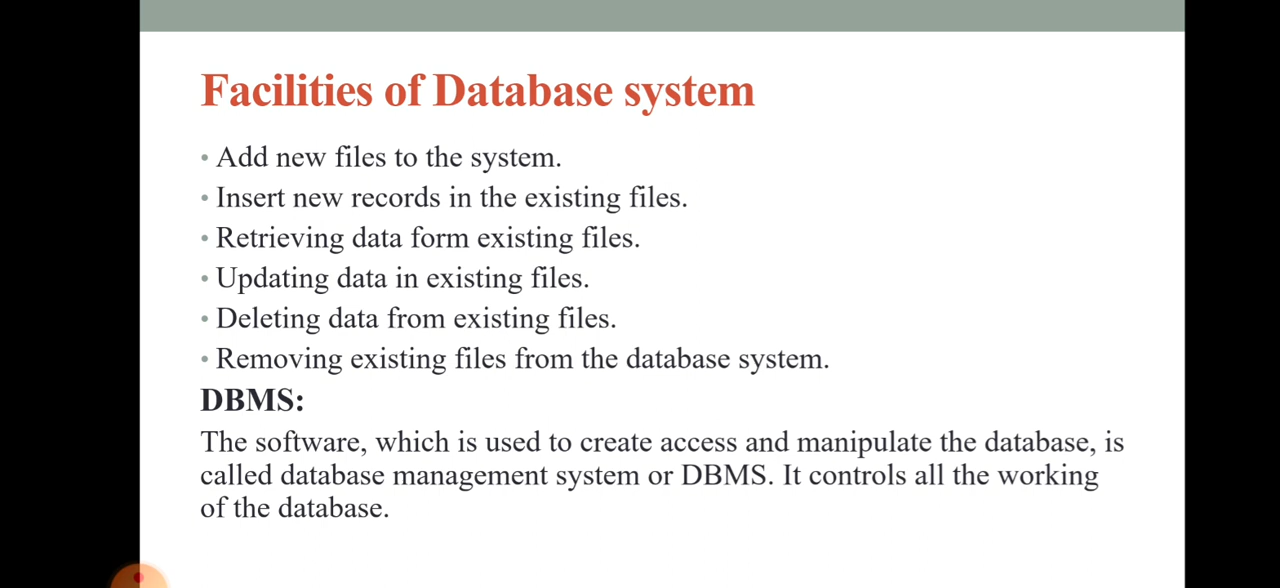 Facilities of Database system
• Add new files to the system.
• Insert new records in the existing files.
• Retrieving data form existing files.
• Updating data in existing files.
• Deleting data from existing files.
• Removing existing files from the database system.
DBMS:
The software, which is used to create access and manipulate the database, is
called database management system or DBMS. It controls all the working
of the database.